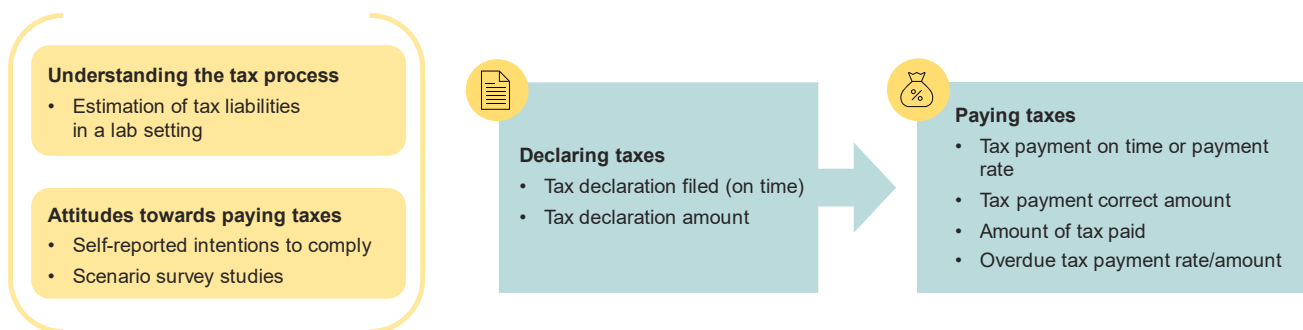 Understanding the tax process
• Estimation of tax liabilities
in a lab setting
Attitudes towards paying taxes
• Self-reported intentions to comply
• Scenario survey studies
Declaring taxes
• Tax declaration filed (on time)
• Tax declaration amount
%
Paying taxes
• Tax payment on time or payment
rate
• Tax payment correct amount
• Amount of tax paid
• Overdue tax payment rate/amount